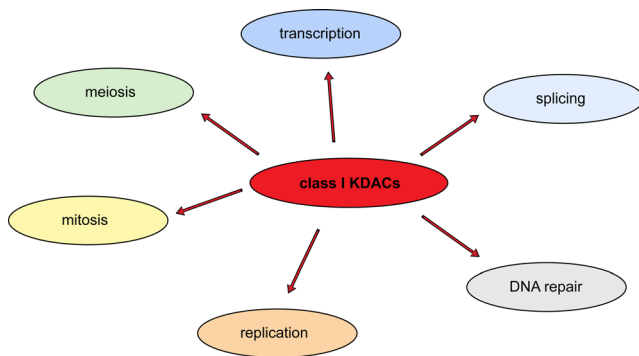 transcription
meiosis
splicing
class I KDACs
mitosis
DNA repair
replication